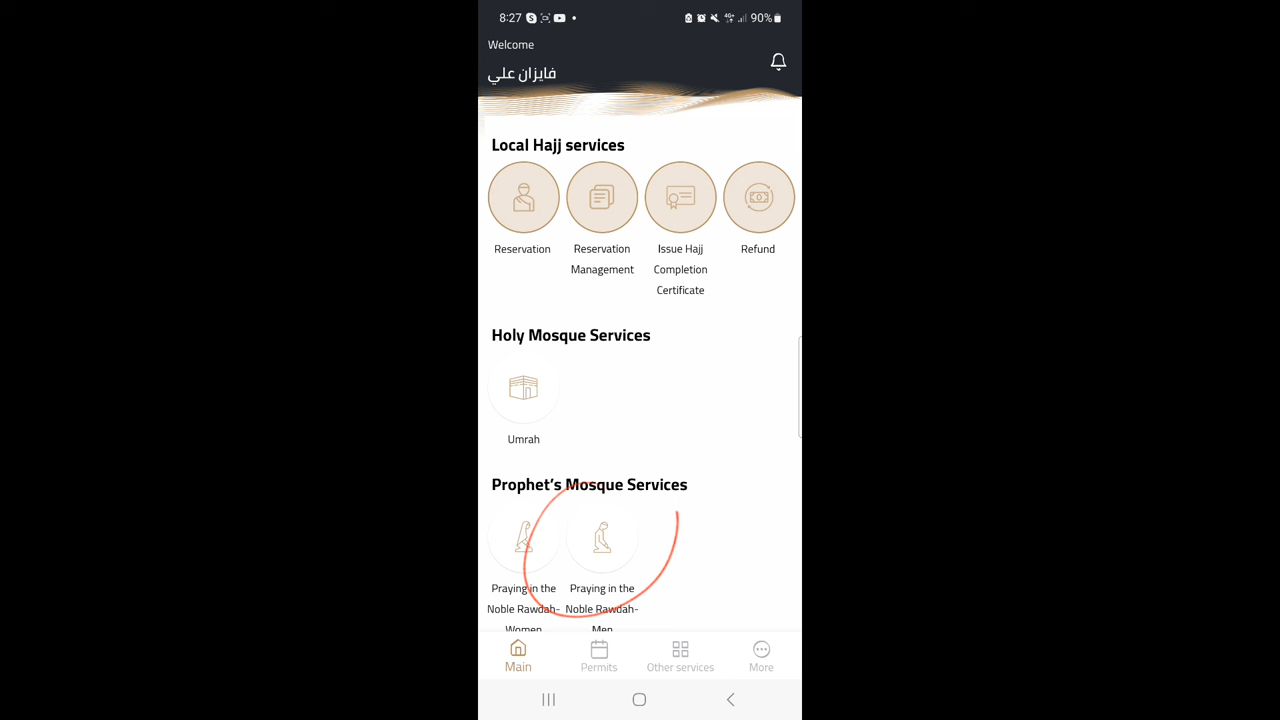 8:27
4G+
90%
Welcome
فايزان علي
Local Hajj services
Reservation
Reservation Management
Issue Hajj Completion Certificate
Refund
Holy Mosque Services
Umrah
Prophet's Mosque Services
Praying in the Noble Rawdah- Women
Praying in the Noble Rawdah- Men
Main
Permits
Other services
More